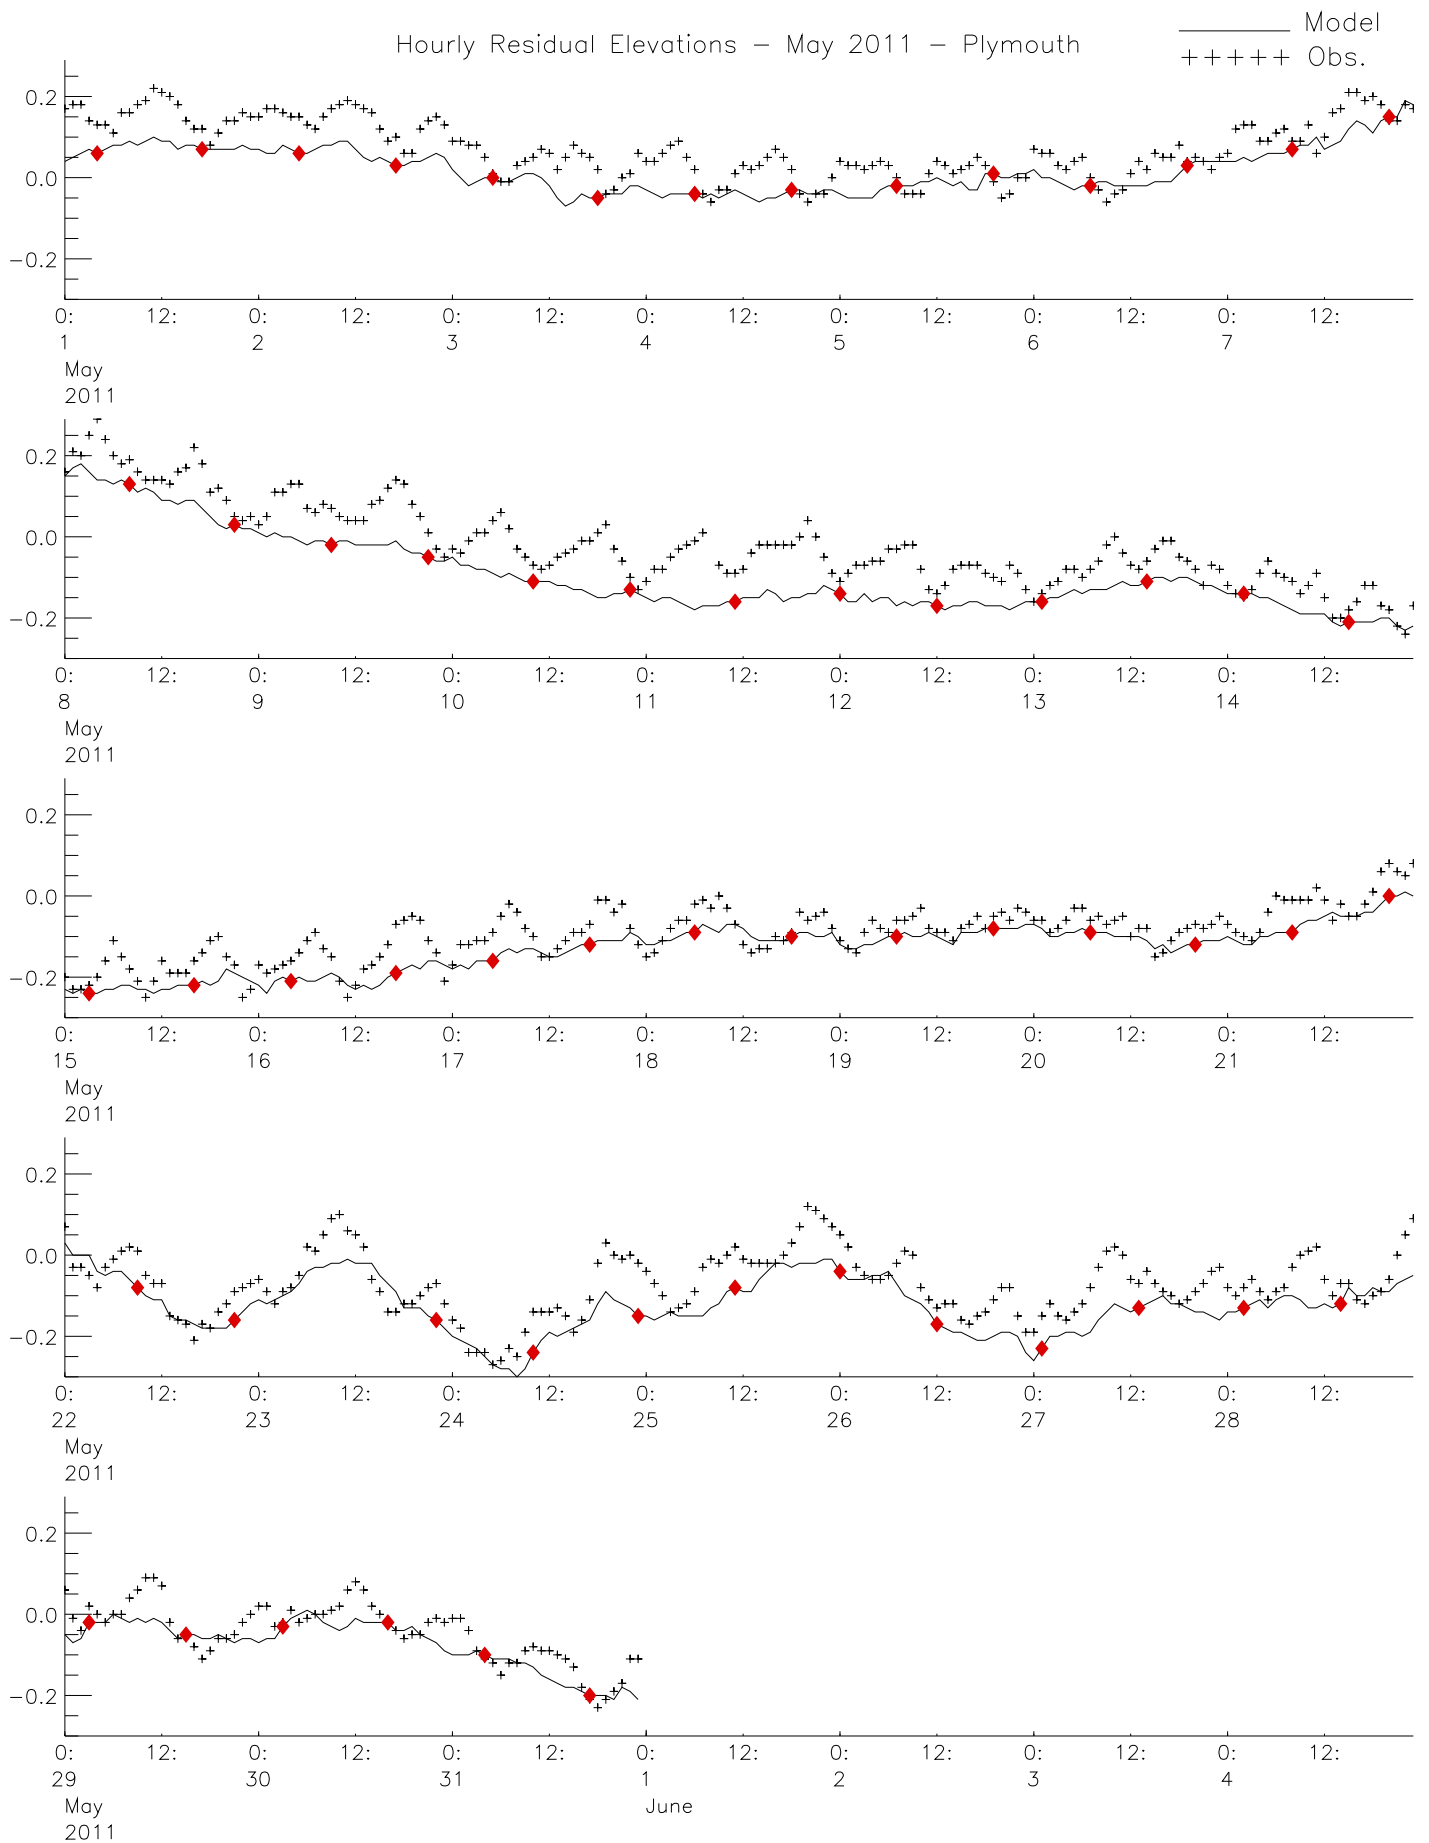 Hourly Residual Elevations − May 2011 − Plymouth
Model
+++++ Obs.
0.2
0.0
−0.2
0: 12: 0: 12: 0: 12: 0: 12: 0: 12: 0: 12: 0: 12:
1 2 3 4 5 6 7
May
2011
0.2
0.0
−0.2
0: 12: 0: 12: 0: 12: 0: 12: 0: 12: 0: 12: 0: 12:
8 9 10 11 12 13 14
May
2011
0.2
0.0
−0.2
0: 12: 0: 12: 0: 12: 0: 12: 0: 12: 0: 12: 0: 12:
15 16 17 18 19 20 21
May
2011
0.2
0.0
−0.2
0: 12: 0: 12: 0: 12: 0: 12: 0: 12: 0: 12: 0: 12:
22 23 24 25 26 27 28
May
2011
0.2
0.0
−0.2
0: 12: 0: 12: 0: 12: 0: 12: 0: 12: 0: 12: 0: 12:
29 30 31 1 2 3 4
May June
2011